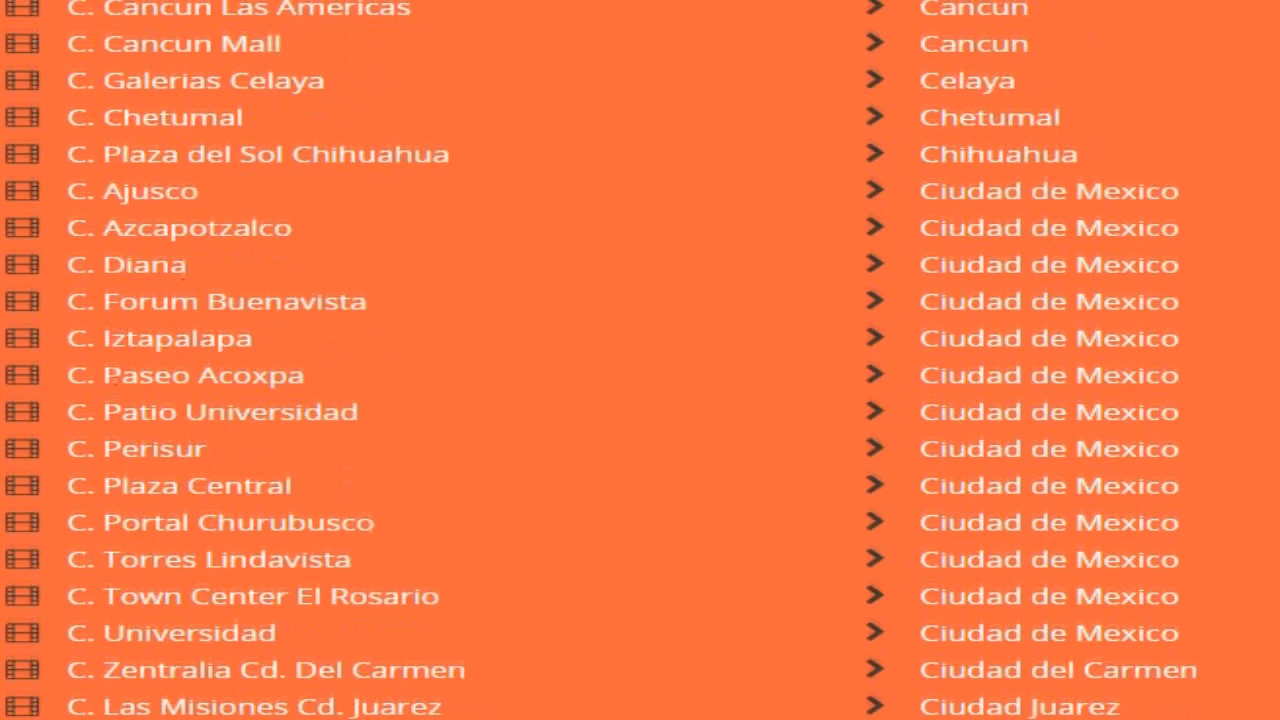 C. Cancun Las Americas > Cancun
C. Cancun Mall > Cancun
C. Galerias Celaya > Celaya
C. Chetumal > Chetumal
C. Plaza del Sol Chihuahua > Chihuahua
C. Ajusco > Ciudad de Mexico
C. Azcapotzalco > Ciudad de Mexico
C. Diana > Ciudad de Mexico
C. Forum Buenavista > Ciudad de Mexico
C. Iztapalapa > Ciudad de Mexico
C. Paseo Acoxpa > Ciudad de Mexico
C. Patio Universidad > Ciudad de Mexico
C. Perisur > Ciudad de Mexico
C. Plaza Central > Ciudad de Mexico
C. Portal Churubusco > Ciudad de Mexico
C. Torres Lindavista > Ciudad de Mexico
C. Town Center El Rosario > Ciudad de Mexico
C. Universidad > Ciudad de Mexico
C. Zentralia Cd. Del Carmen > Ciudad del Carmen
C. Las Misiones Cd. Juarez > Ciudad Juarez